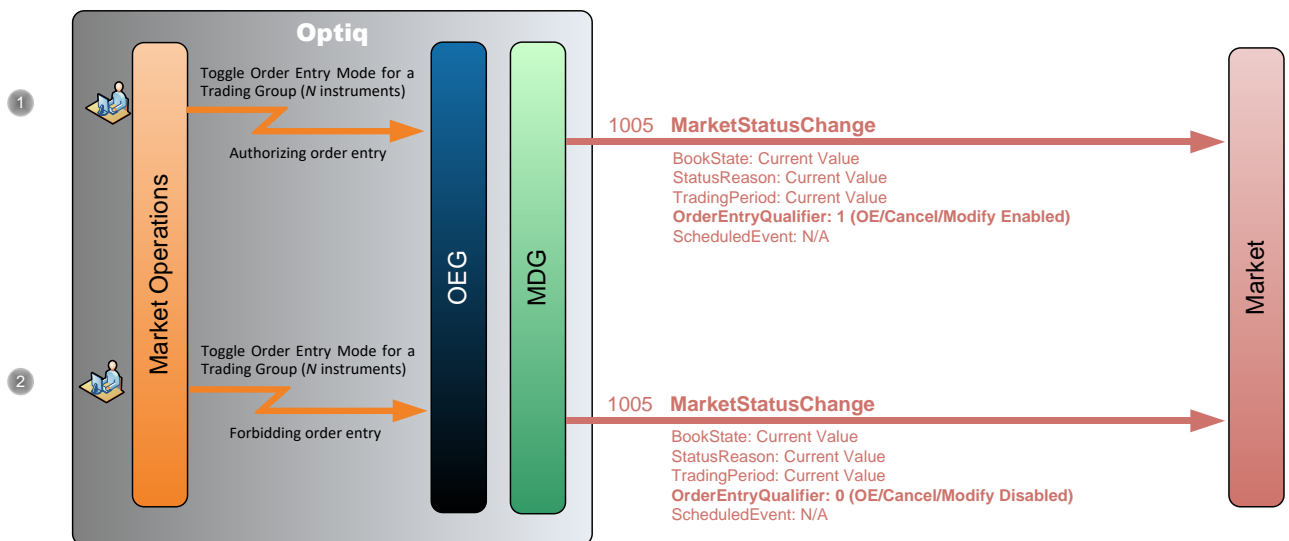 Optiq
1
Market Operations
Toggle Order Entry Mode for a
Trading Group (N instruments)
Authorizing order entry
OEG
MDG
1005 MarketStatusChange
BookState: Current Value
StatusReason: Current Value
TradingPeriod: Current Value
OrderEntryQualifier: 1 (OE/Cancel/Modify Enabled)
ScheduledEvent: N/A
Market
2
Toggle Order Entry Mode for a
Trading Group (N instruments)
Forbidding order entry
1005 MarketStatusChange
BookState: Current Value
StatusReason: Current Value
TradingPeriod: Current Value
OrderEntryQualifier: 0 (OE/Cancel/Modify Disabled)
ScheduledEvent: N/A